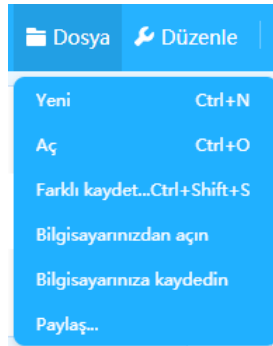 Dosya Düzenle
Yeni Ctrl+N
Aç Ctrl+O
Farklı kaydet...Ctrl+Shift+S
Bilgisayarınızdan açın
Bilgisayarınıza kaydedin
Paylaş...